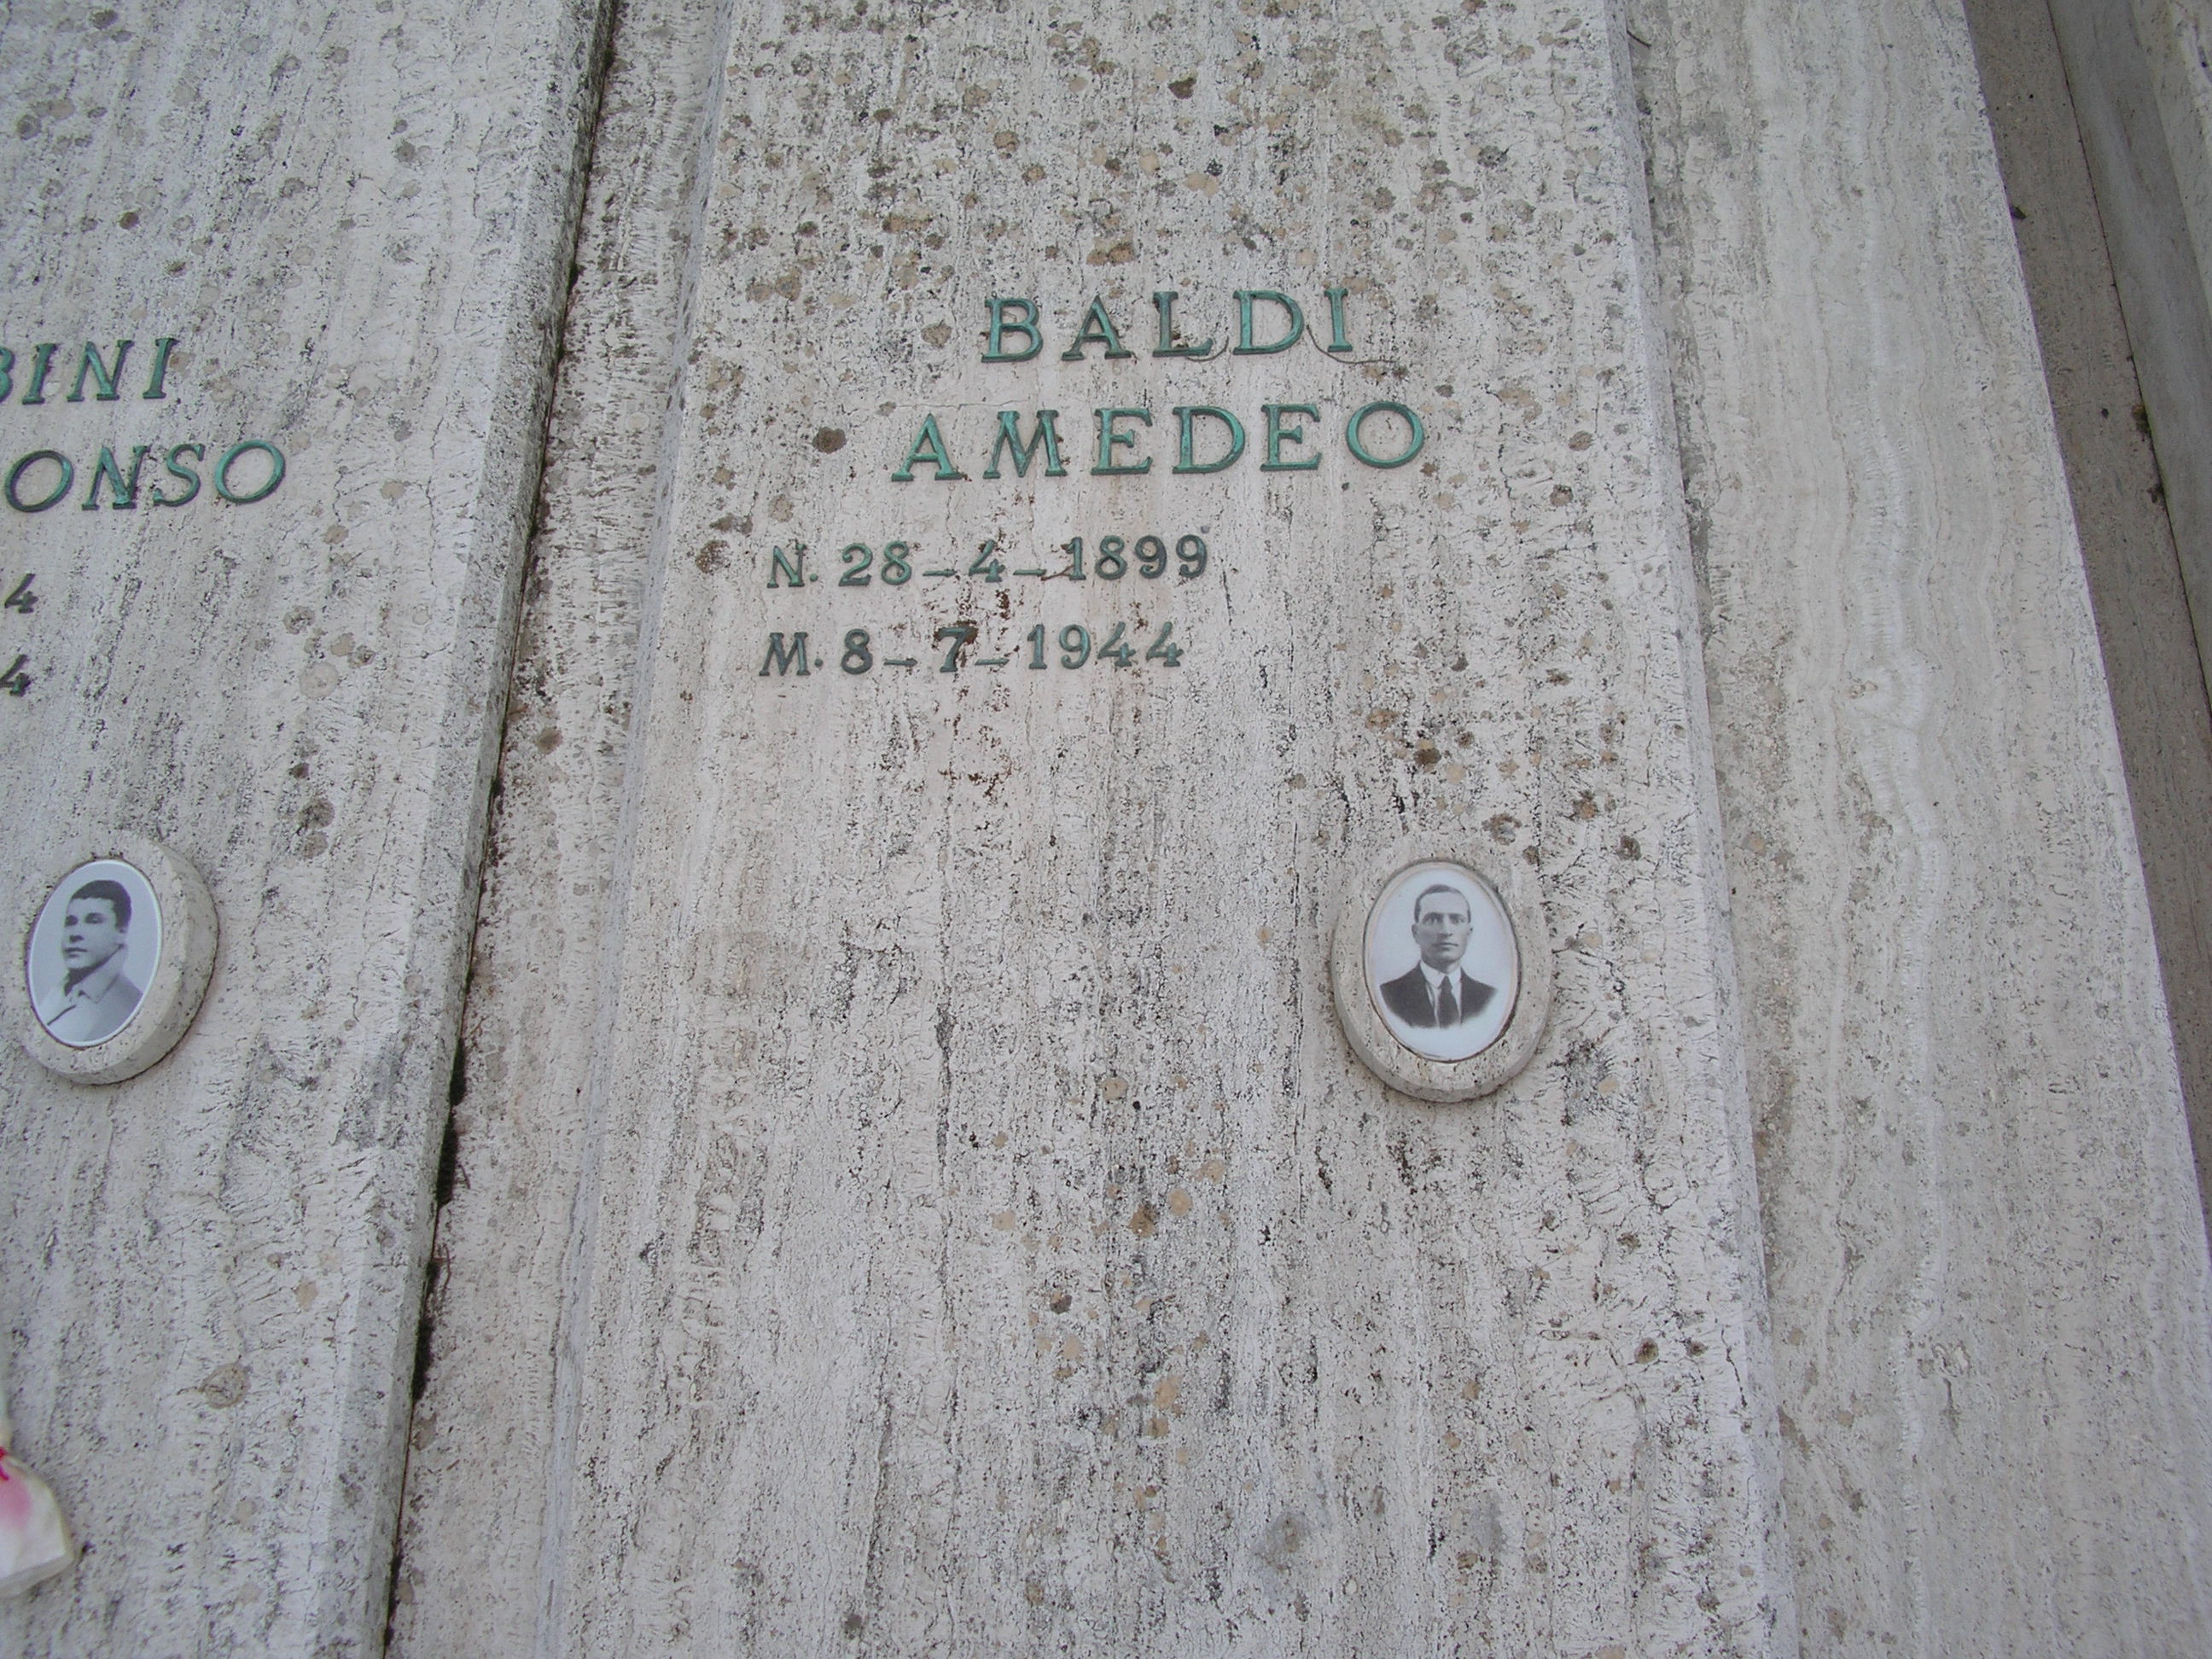 BINI
ONSO
4
4
BALDI
AMEDEO
N. 28-4-1899
M. 8-7-1944